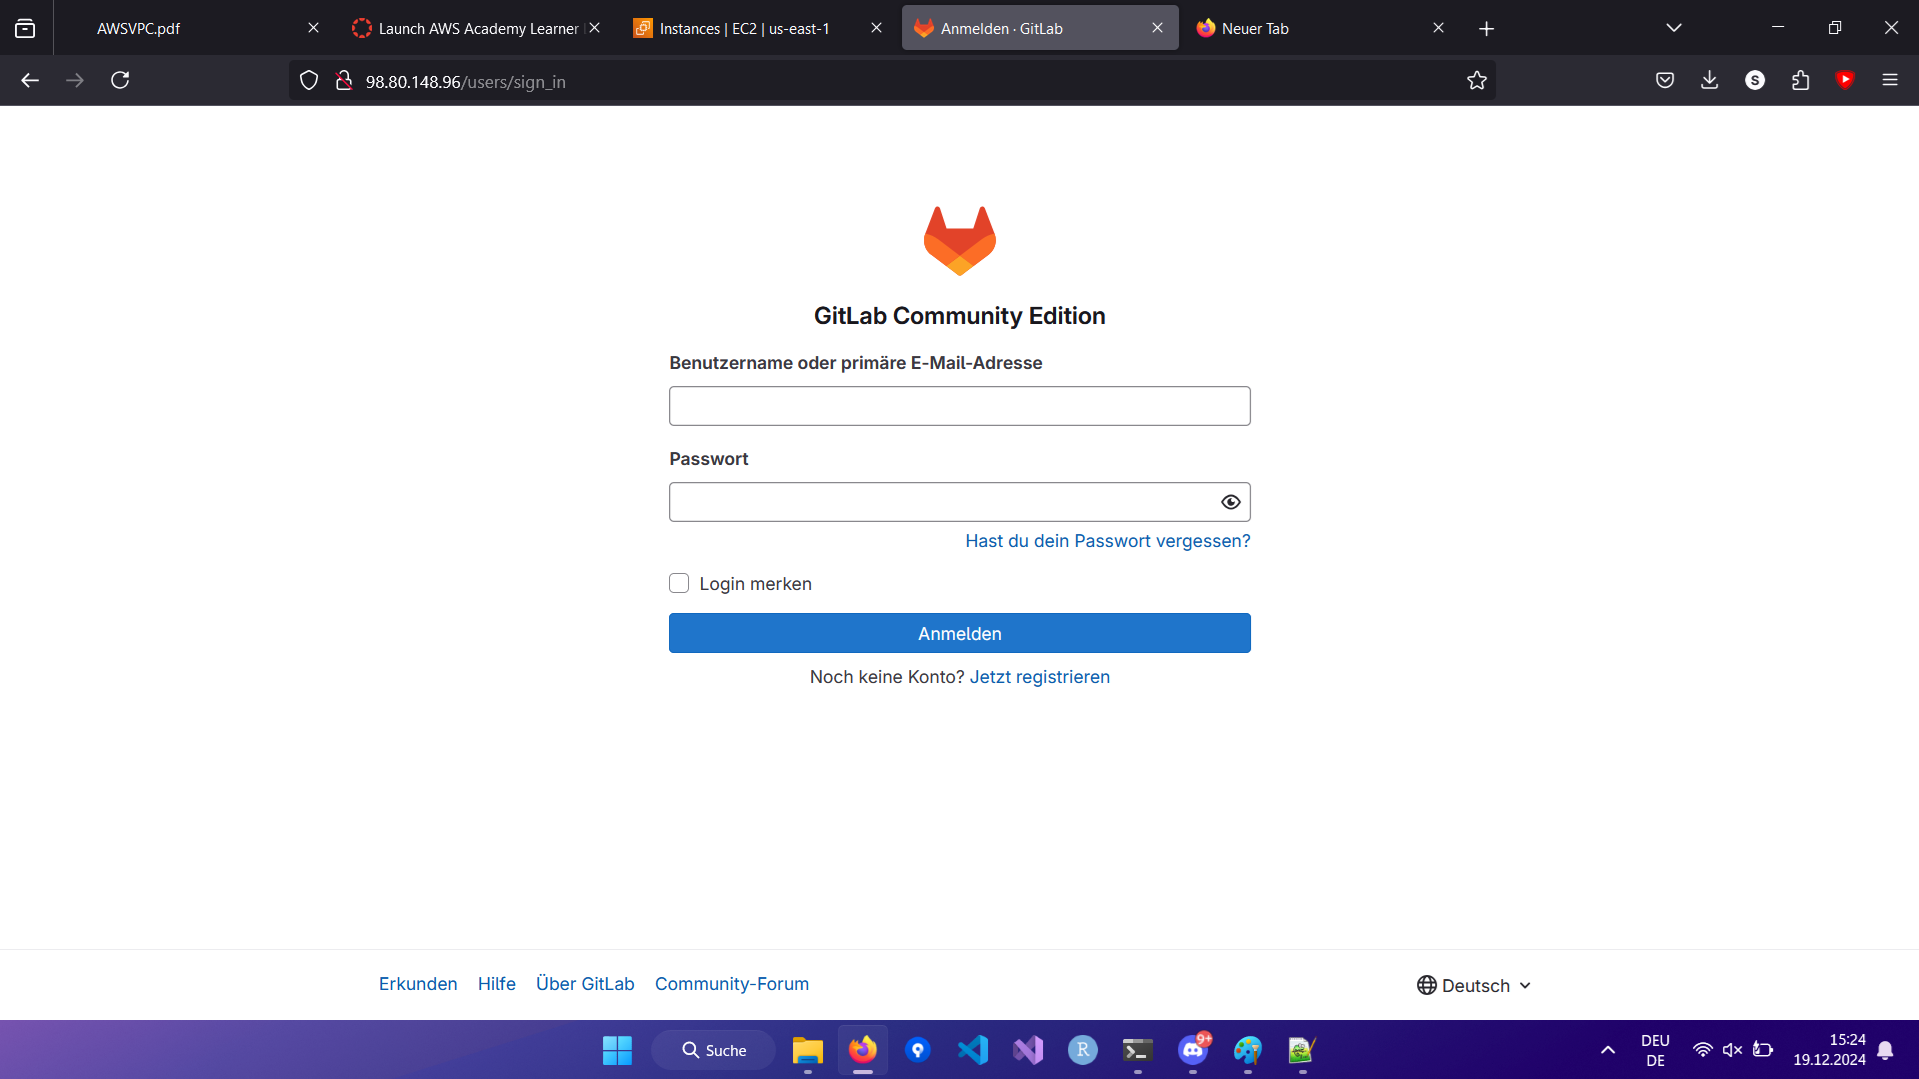 AWSVPC.pdf
Launch AWS Academy Learner
Instances | EC2 | us-east-1
Anmelden · GitLab
Neuer Tab
98.80.148.96/users/sign_in
S
GitLab Community Edition
Benutzername oder primäre E-Mail-Adresse
Passwort
Hast du dein Passwort vergessen?
Login merken
Anmelden
Noch keine Konto? Jetzt registrieren
Erkunden Hilfe Über GitLab Community-Forum
Deutsch
Suche
R
9+
DEU
DE
15:24
19.12.2024